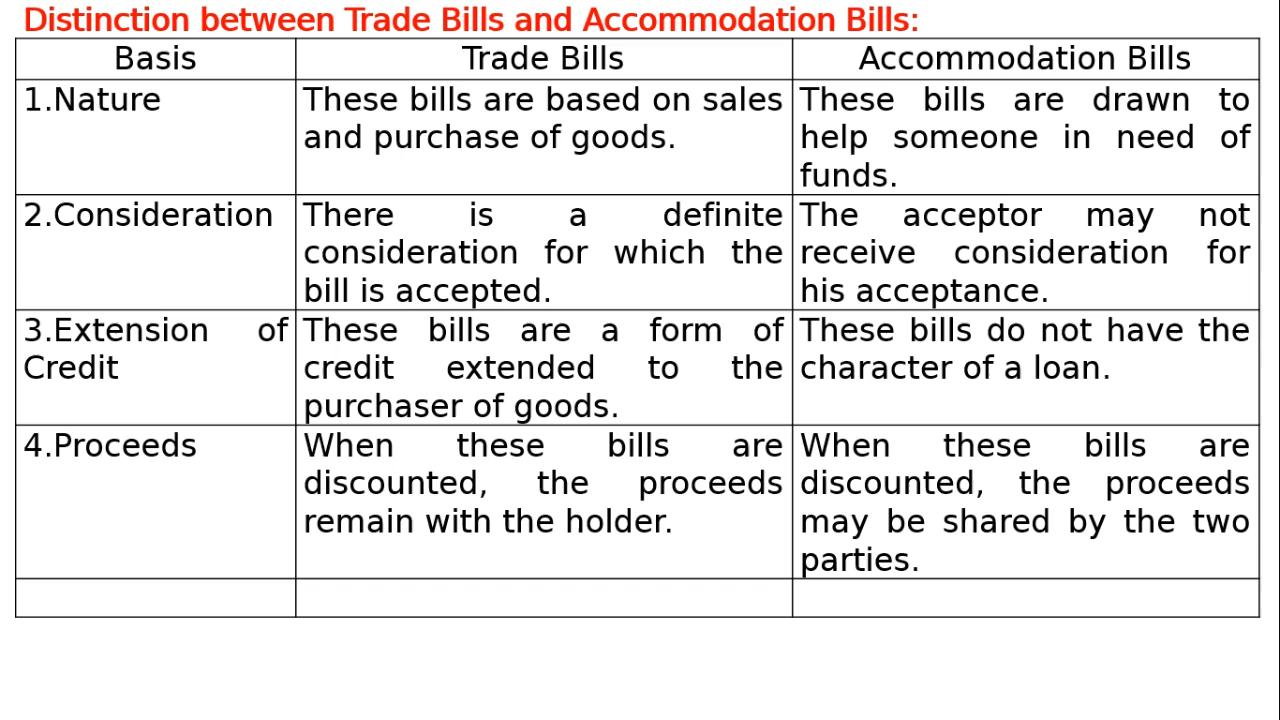 Distinction between Trade Bills and Accommodation Bills:
Basis
Trade Bills
Accommodation Bills
1.Nature
These bills are based on sales
and purchase of goods.
These bills are drawn to
help someone in need of
funds.
2.Consideration
There is a definite
consideration for which the
bill is accepted.
The acceptor may not
receive consideration for
his acceptance.
3.Extension of
Credit
These bills are a form of
credit extended to the
purchaser of goods.
These bills do not have the
character of a loan.
4.Proceeds
When these bills are
discounted, the proceeds
remain with the holder.
When these bills are
discounted, the proceeds
may be shared by the two
parties.